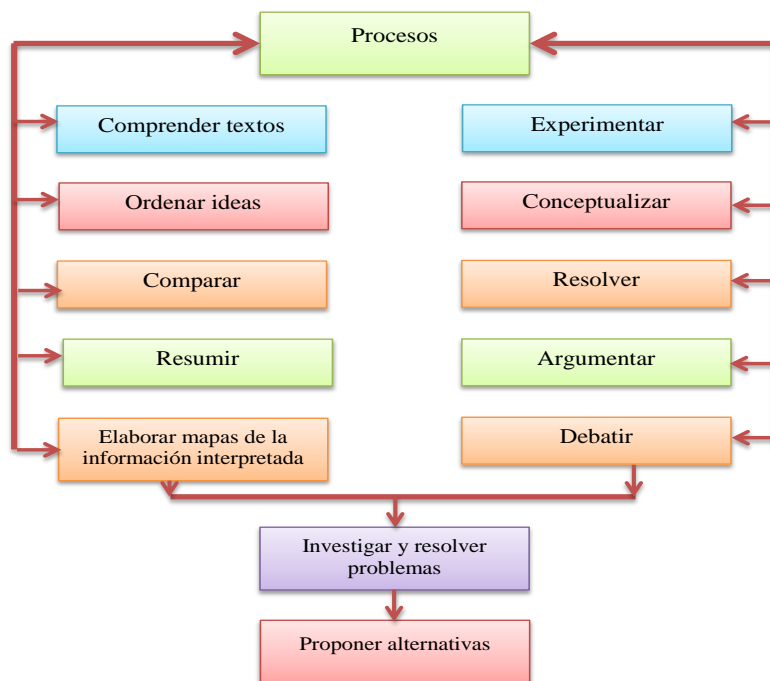 Procesos
Comprender textos
Experimentar
Ordenar ideas
Conceptualizar
Comparar
Resolver
Resumir
Argumentar
Elaborar mapas de la
información interpretada
Debatir
Investigar y resolver
problemas
Proponer alternativas